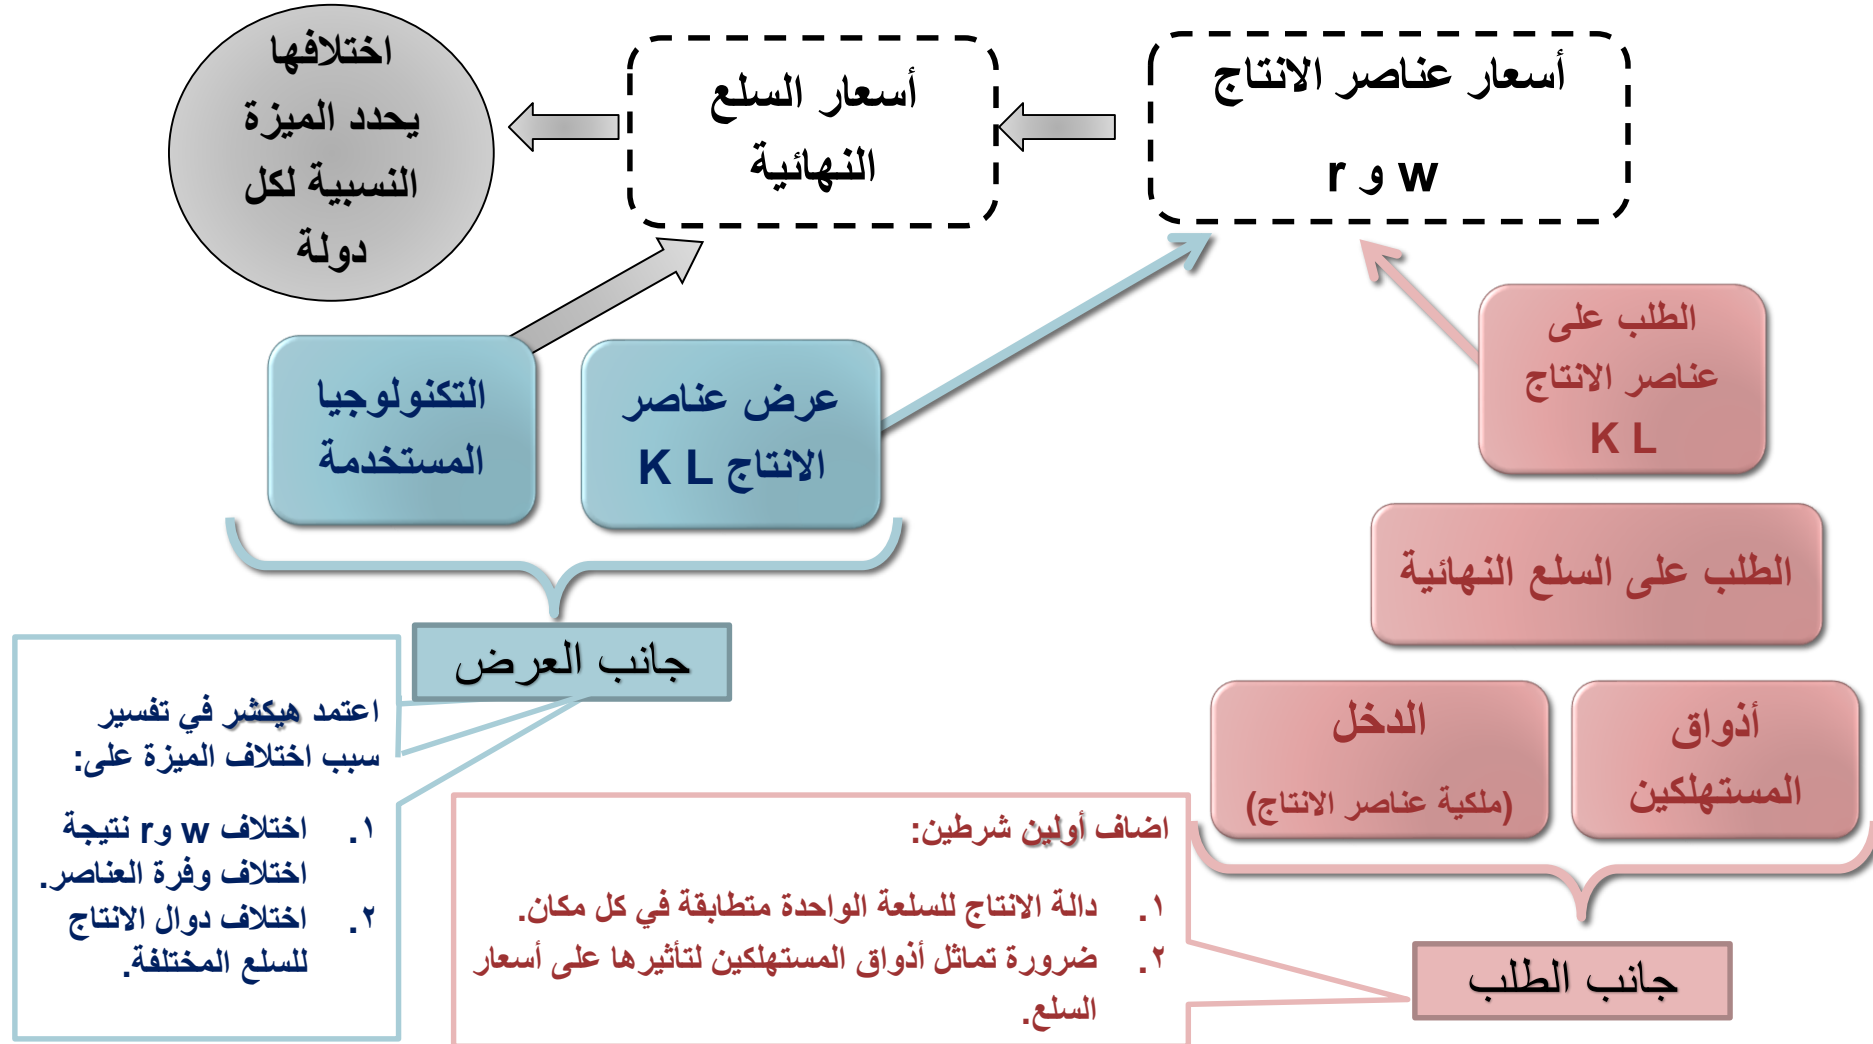 أسعار عناصر الانتاج
w و r
أسعار السلع
النهائية
اختلافها
يحدد الميزة
النسبية لكل
دولة
الطلب على
عناصر الانتاج
K L
عرض عناصر
الانتاج K L
التكنولوجيا
المستخدمة
الطلب على السلع النهائية
جانب العرض
أذواق
المستهلكين
الدخل
(ملكية عناصر الانتاج)
اعتمد هيكشر في تفسير
سبب اختلاف الميزة على:
١. اختلاف w وr نتيجة
اختلاف وفرة العناصر.
٢. اختلاف دوال الانتاج
للسلع المختلفة.
اضاف أولين شرطين:
١. دالة الانتاج للسلعة الواحدة متطابقة في كل مكان.
٢. ضرورة تماثل أذواق المستهلكين لتأثيرها على أسعار
السلع.
جانب الطلب